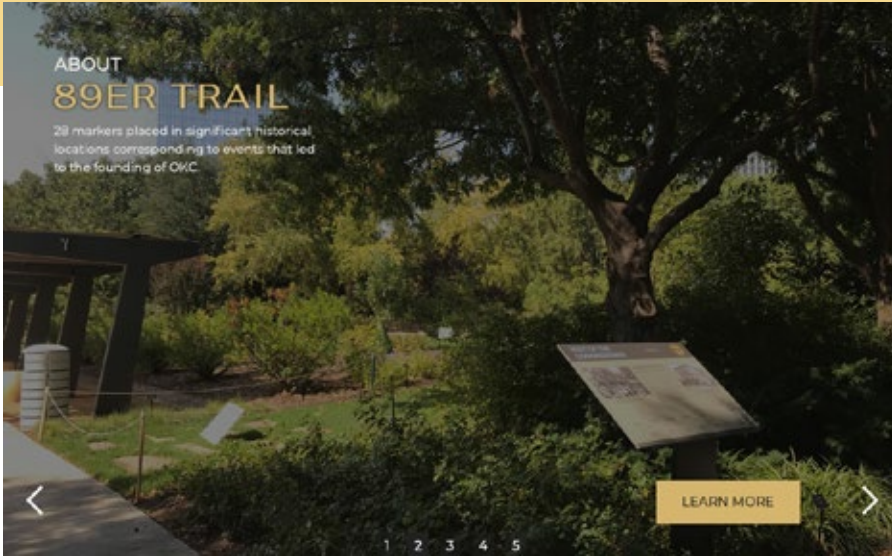 ABOUT
89ER TRAIL
28 markers placed in significant historical
locations corresponding to events that led
to the founding of OKC.
LEARN MORE
1 2 3 4 5